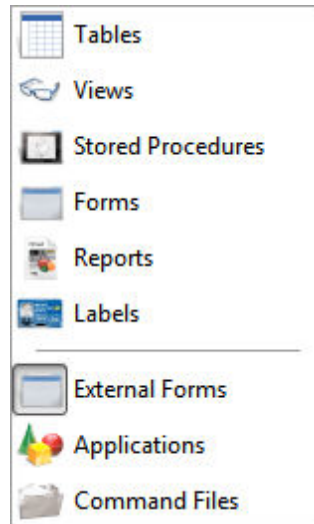 Tables
Views
Stored Procedures
Forms
Reports
Labels
External Forms
Applications
Command Files